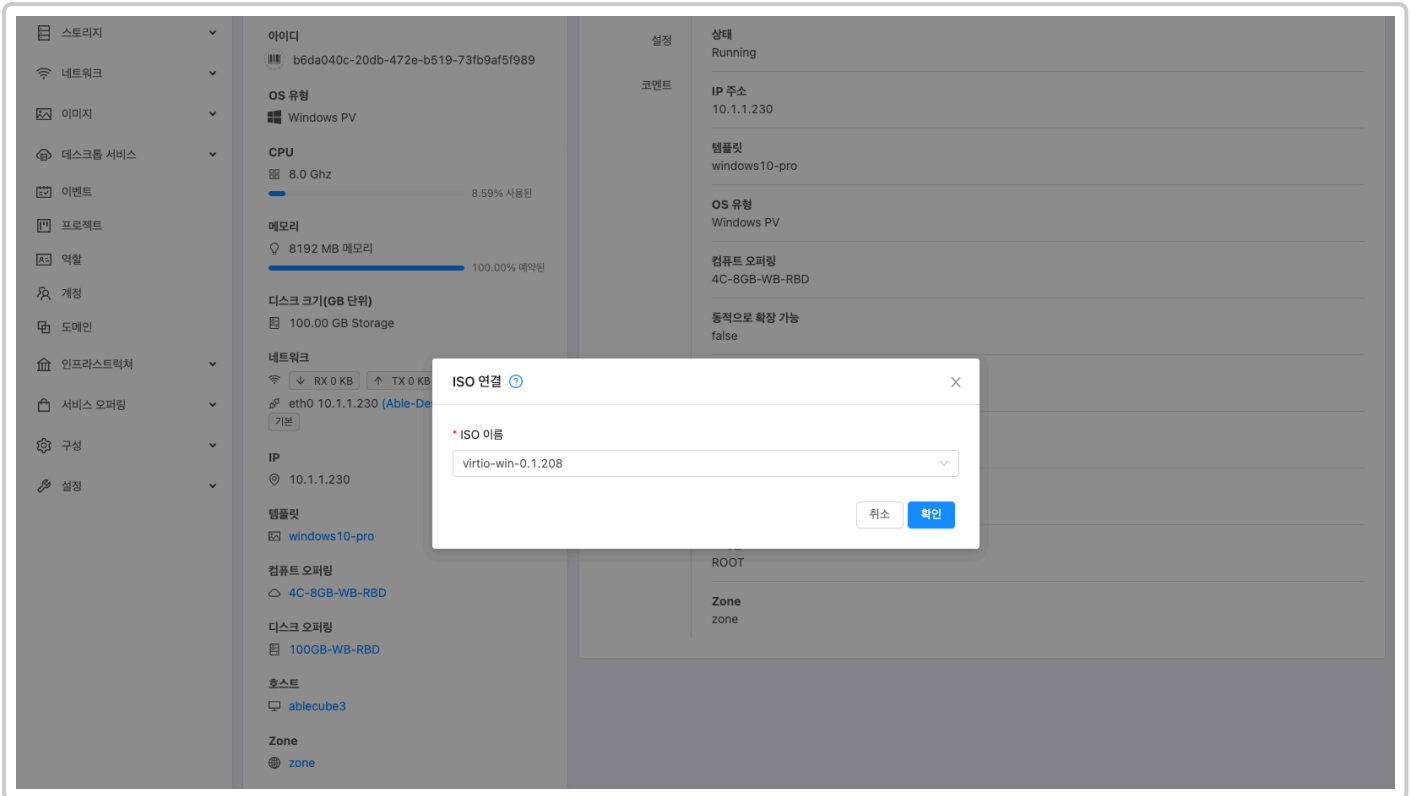 스토리지
네트워크
이미지
데스크톱 서비스
이벤트
프로젝트
역할
계정
도메인
인프라스트럭쳐
서비스 오퍼링
구성
설정
아이디
b6da040c-20db-472e-b519-73fb9af5f989
OS 유형
Windows PV
CPU
8.0 Ghz
8.59% 사용된
메모리
8192 MB 메모리
100.00% 예약된
디스크 크기(GB 단위)
100.00 GB Storage
네트워크
RX 0 KB
TX 0 KB
eth0 10.1.1.230 (Able-De
기본
IP
10.1.1.230
템플릿
windows10-pro
컴퓨트 오퍼링
4C-8GB-WB-RBD
디스크 오퍼링
100GB-WB-RBD
호스트
ablecube3
Zone
zone
설정
코멘트
상태
Running
IP 주소
10.1.1.230
템플릿
windows10-pro
OS 유형
Windows PV
컴퓨트 오퍼링
4C-8GB-WB-RBD
동적으로 확장 가능
false
ROOT
Zone
zone
ISO 연결
* ISO 이름
virtio-win-0.1.208
취소
확인